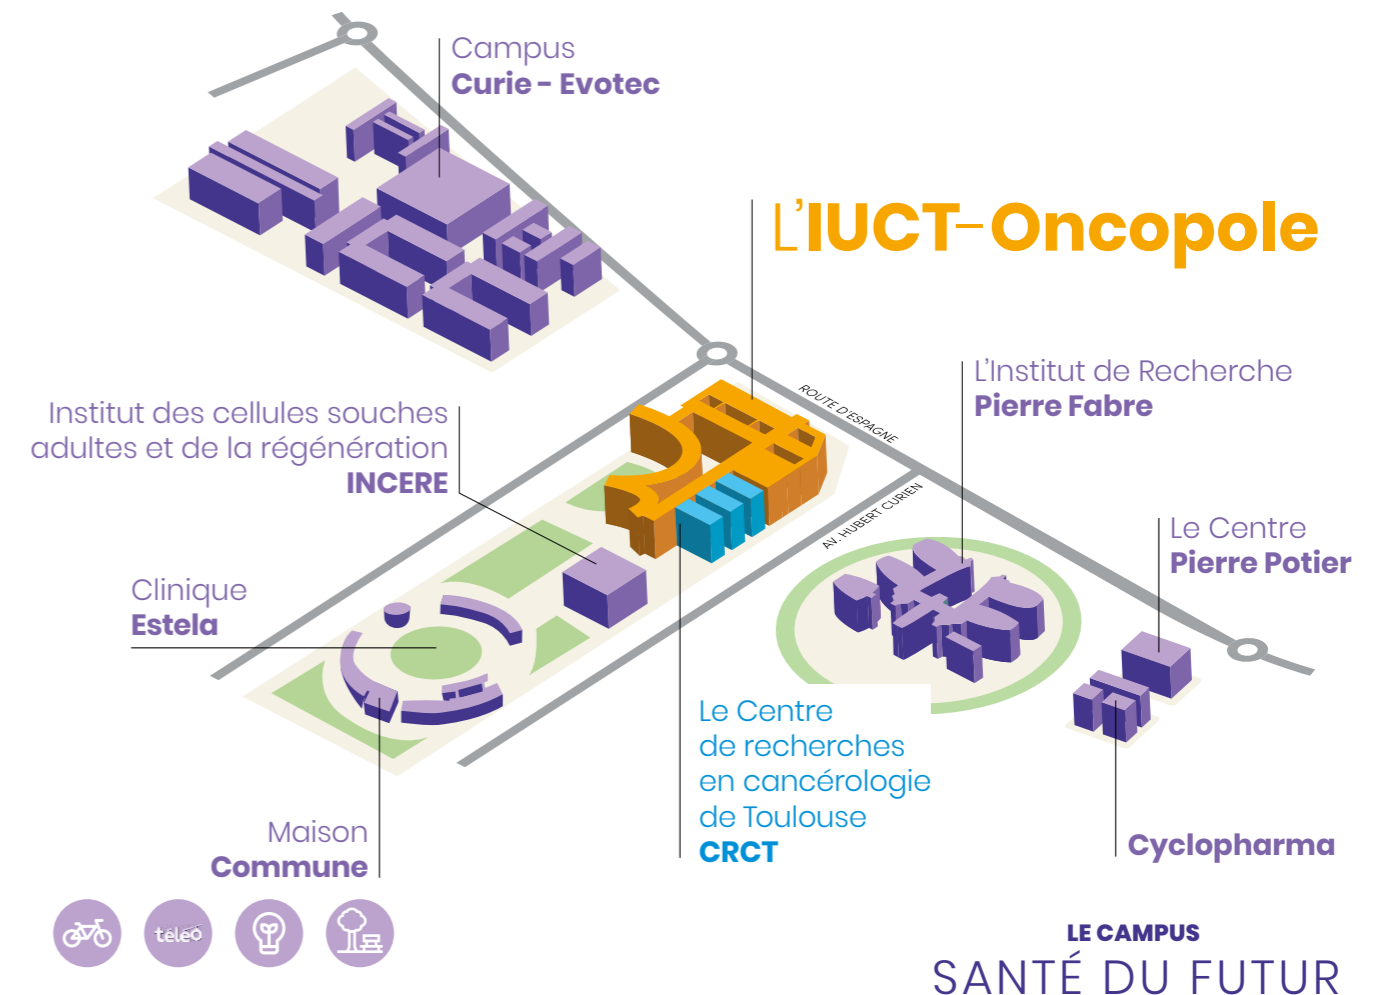 Campus
Curie - Evotec
L’IUCT-Oncopole
ROUTE D'ESPAGNE
L’Institut de Recherche
Pierre Fabre
Institut des cellules souches
adultes et de la régénération
INCERE
AV. HUBERT CURIEN
Le Centre
Pierre Potier
Clinique
Estela
Le Centre
de recherches
en cancérologie
de Toulouse
CRCT
Maison
Commune
Cyclopharma
téléo
LE CAMPUS
SANTÉ DU FUTUR